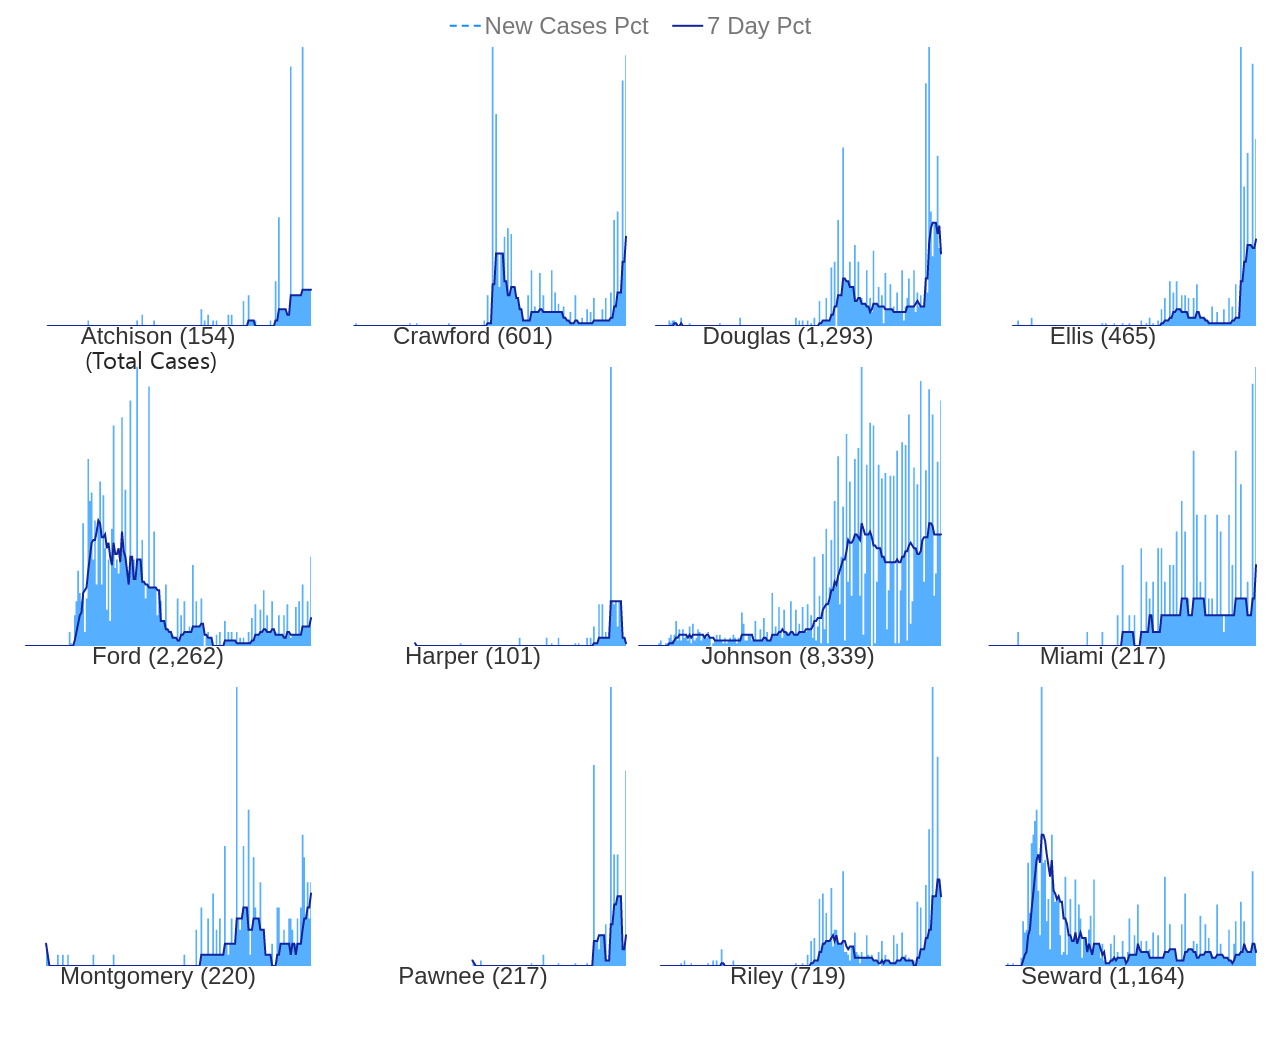 New Cases Pct 7 Day Pct
Atchison (154) Crawford (601) Douglas (1,293) Ellis (465)
(Total Cases)
Ford (2,262) Harper (101) Johnson (8,339) Miami (217)
Montgomery (220) Pawnee (217) Riley (719) Seward (1,164)